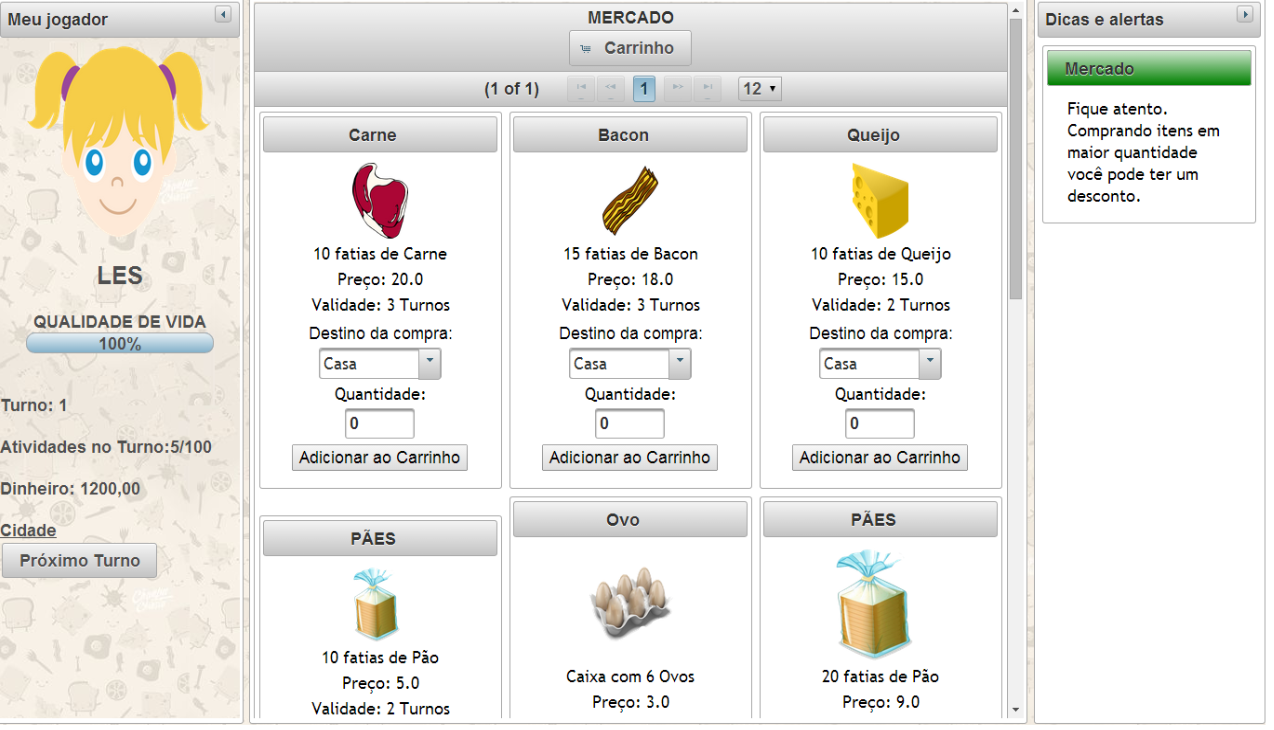 Meu jogador
LES
QUALIDADE DE VIDA
100%
Turno: 1
Atividades no Turno:5/100
Dinheiro: 1200,00
Cidade
Próximo Turno
MERCADO
Carrinho
(1 of 1)
1
12
Carne
10 fatias de Carne
Preço: 20.0
Validade: 3 Turnos
Destino da compra:
Casa
Quantidade:
0
Adicionar ao Carrinho
Bacon
15 fatias de Bacon
Preço: 18.0
Validade: 3 Turnos
Destino da compra:
Casa
Quantidade:
0
Adicionar ao Carrinho
Queijo
10 fatias de Queijo
Preço: 15.0
Validade: 2 Turnos
Destino da compra:
Casa
Quantidade:
0
Adicionar ao Carrinho
PÃES
10 fatias de Pão
Preço: 5.0
Validade: 2 Turnos
Ovo
Caixa com 6 Ovos
Preço: 3.0
PÃES
20 fatias de Pão
Preço: 9.0
Dicas e alertas
Mercado
Fique atento.
Comprando itens em
maior quantidade
você pode ter um
desconto.